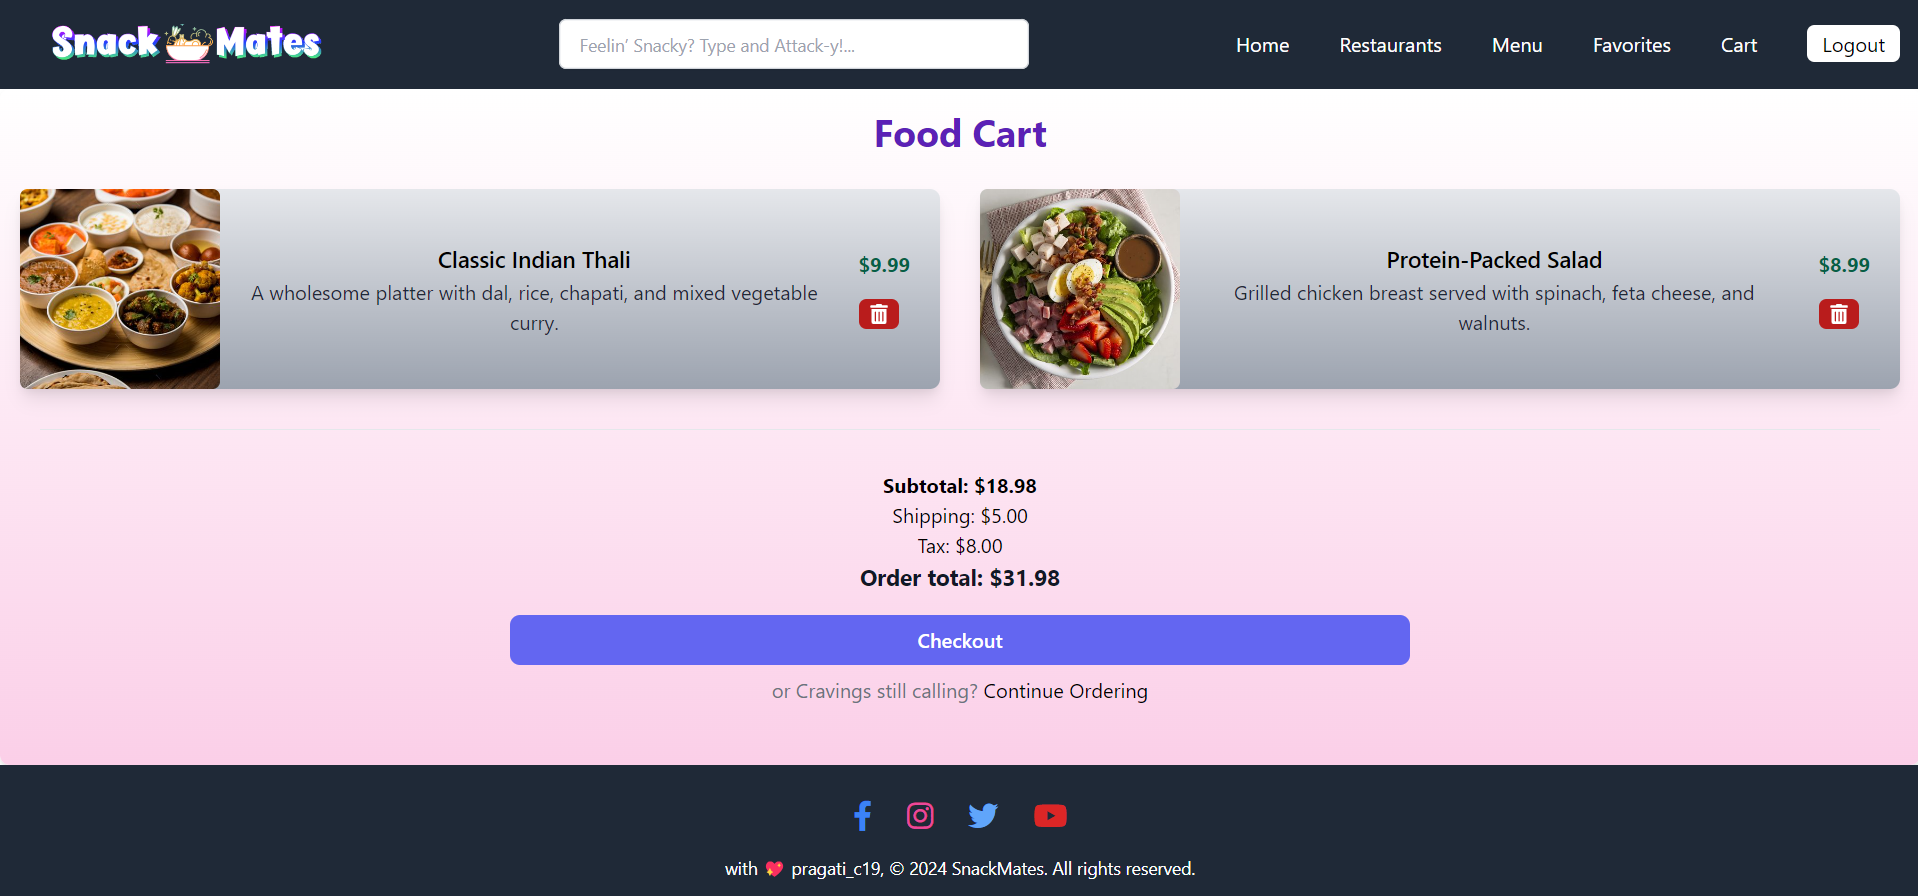 Snack Mates
Feelin’ Snacky? Type and Attack-y!...
Home
Restaurants
Menu
Favorites
Cart
Logout
Food Cart
Classic Indian Thali
A wholesome platter with dal, rice, chapati, and mixed vegetable
curry.
$9.99
Protein-Packed Salad
Grilled chicken breast served with spinach, feta cheese, and
walnuts.
$8.99
Subtotal: $18.98
Shipping: $5.00
Tax: $8.00
Order total: $31.98
Checkout
or Cravings still calling? Continue Ordering
with 💖 pragati_c19, © 2024 SnackMates. All rights reserved.